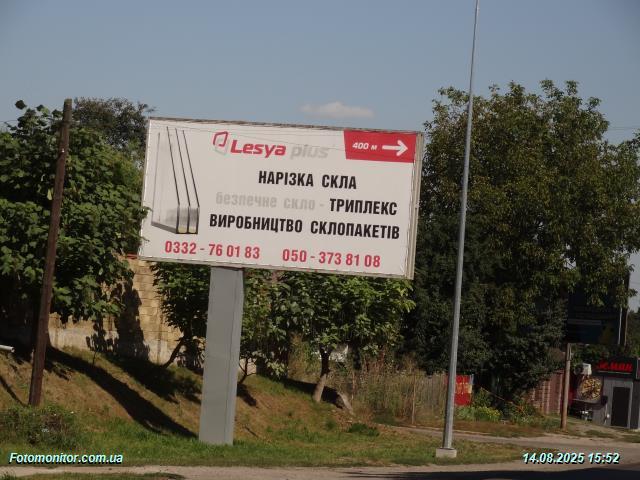 Lesya plus
400 м
НАРІЗКА СКЛА
безпечне скло - ТРИПЛЕКС
ВИРОБНИЦТВО СКЛОПАКЕТІВ
0332 - 76 01 83 050 - 373 81 08
Fotomonitor.com.ua
14.08.2025 15:52